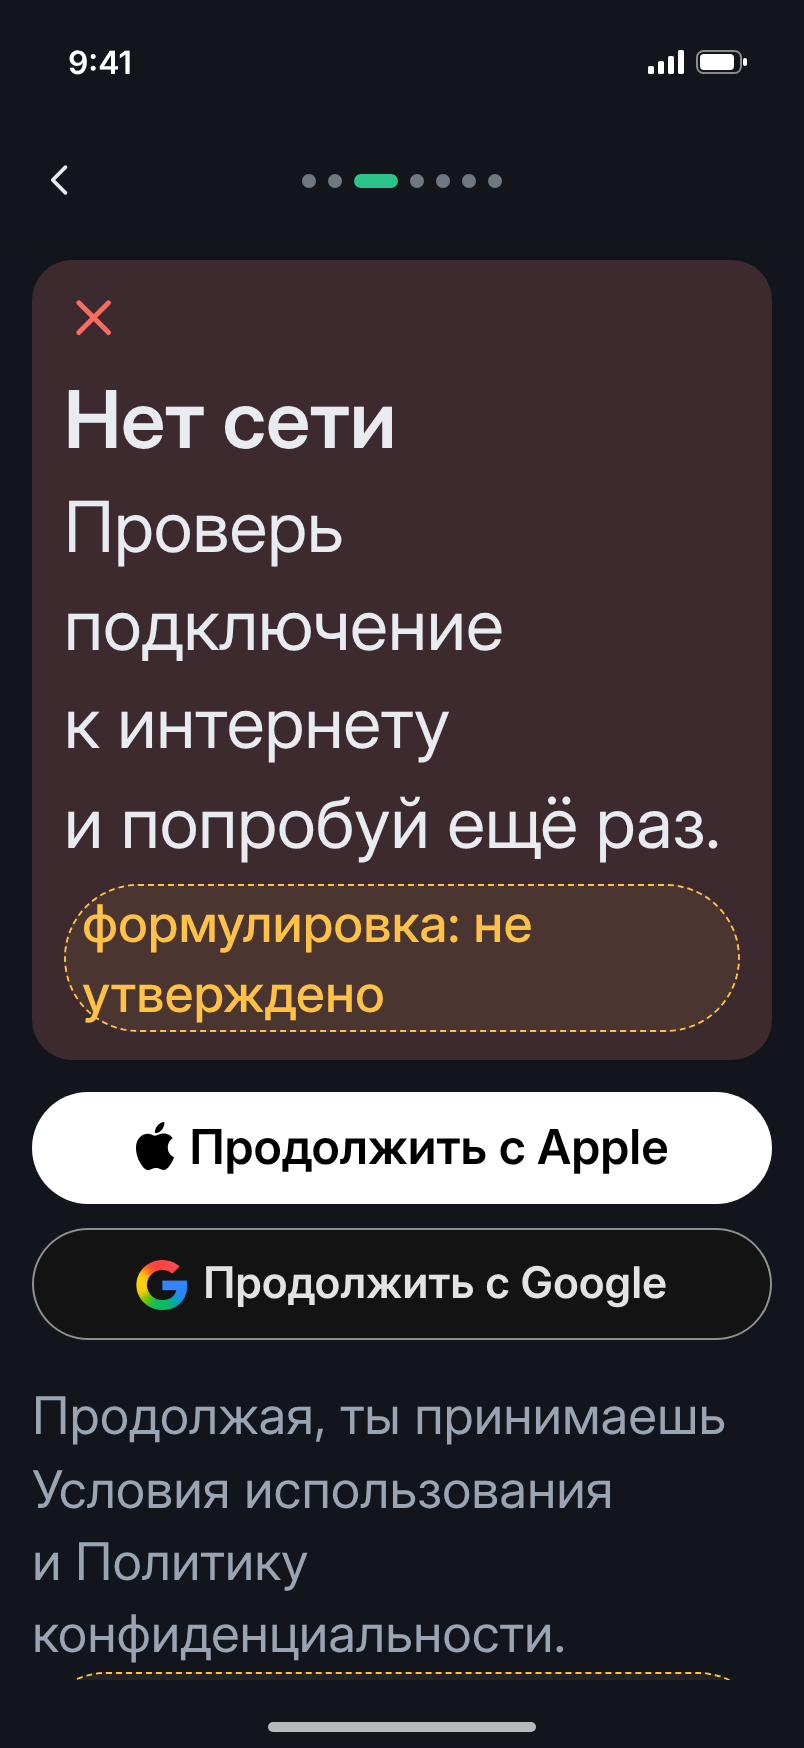 9:41
Нет сети
Проверь
подключение
к интернету
и попробуй ещё раз.
формулировка: не
утверждено
Продолжить с Apple
Продолжить с Google
Продолжая, ты принимаешь
Условия использования
и Политику
конфиденциальности.